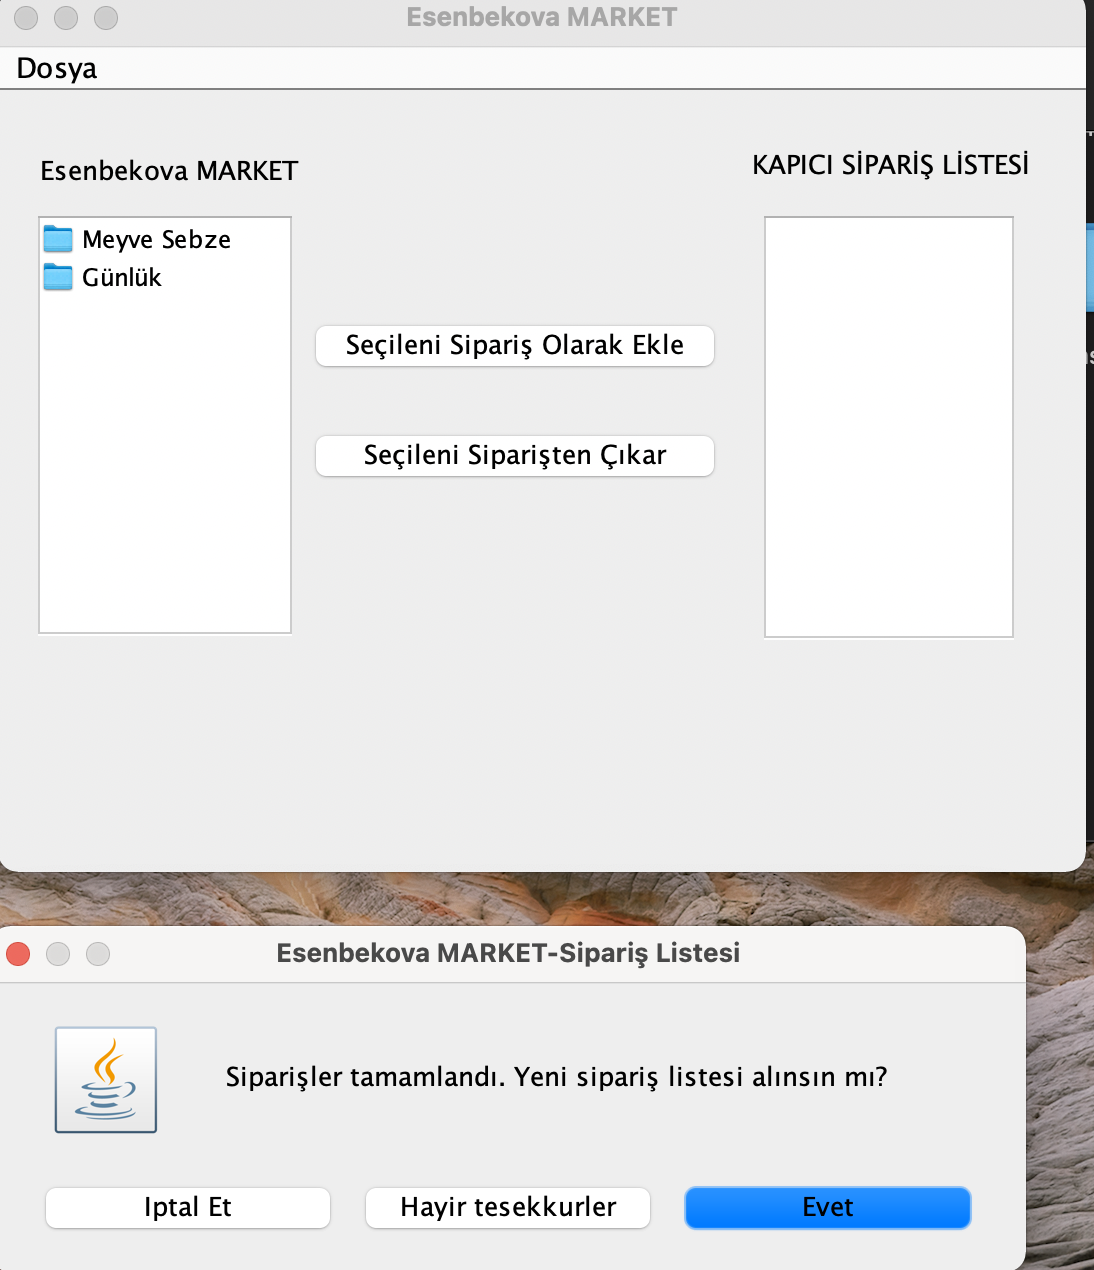 Esenbekova MARKET
Dosya
Esenbekova MARKET
KAPICI SİPARİŞ LİSTESİ
Meyve Sebze
Günlük
Seçileni Sipariş Olarak Ekle
Seçileni Siparişten Çıkar
Esenbekova MARKET-Sipariş Listesi
Siparişler tamamlandı. Yeni sipariş listesi alınsın mı?
Iptal Et
Hayir tesekkurler
Evet